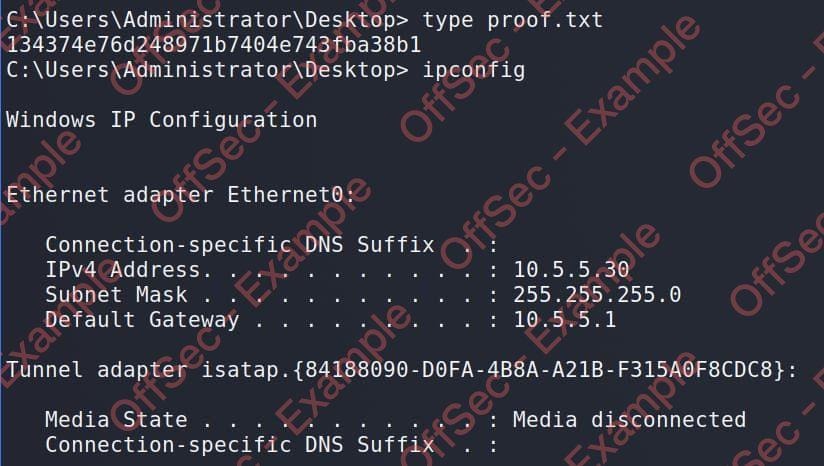 C:\Users\Administrator\Desktop> type proof.txt
134374e76d248971b7404e743fba38b1
C:\Users\Administrator\Desktop> ipconfig
Windows IP Configuration
Ethernet adapter Ethernet0:
Connection-specific DNS Suffix  . :
IPv4 Address. . . . . . . . . . . : 10.5.5.30
Subnet Mask . . . . . . . . . . . : 255.255.255.0
Default Gateway . . . . . . . . . : 10.5.5.1
Tunnel adapter isatap.{84188090-D0FA-4B8A-A21B-F315A0F8CDC8}:
Media State . . . . . . . . . . . : Media disconnected
Connection-specific DNS Suffix  . :
OffSec - Example